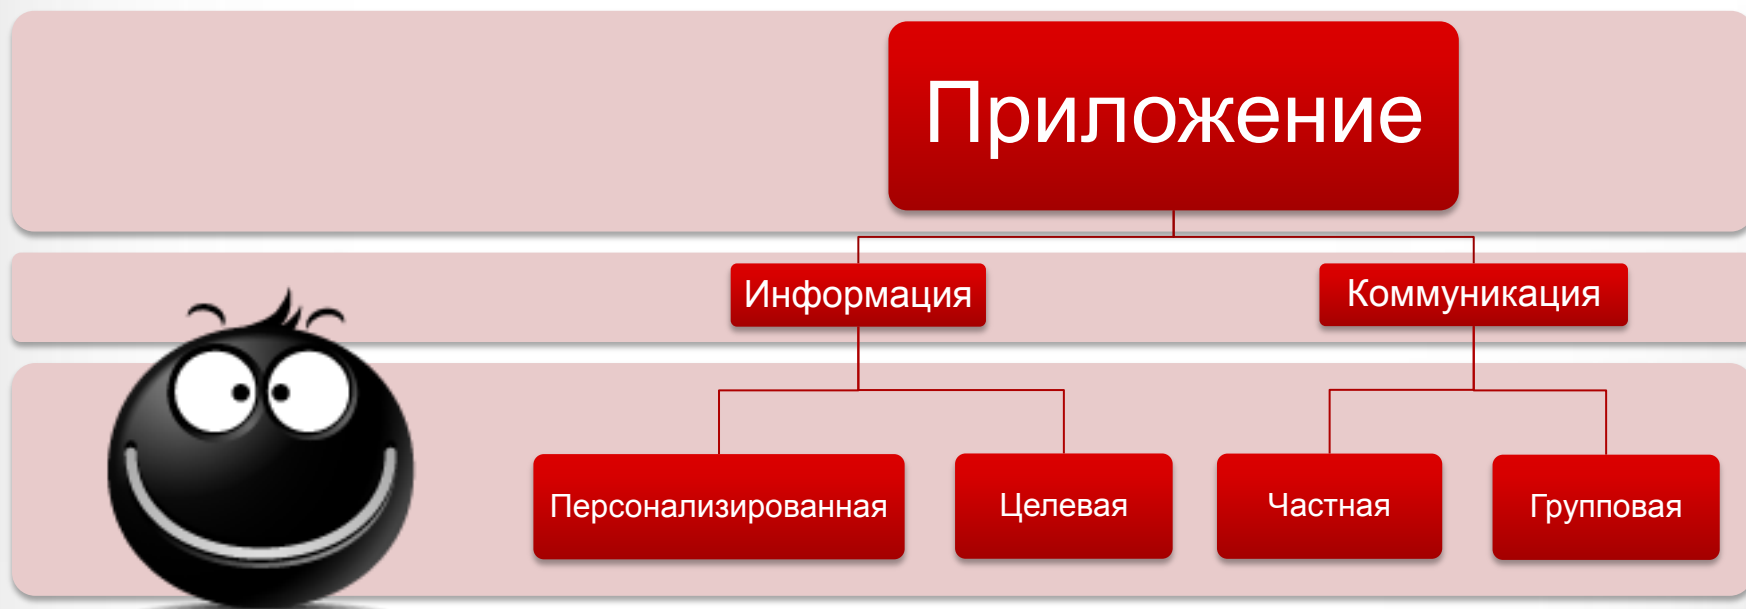 Приложение
Информация
Коммуникация
Персонализированная
Целевая
Частная
Групповая